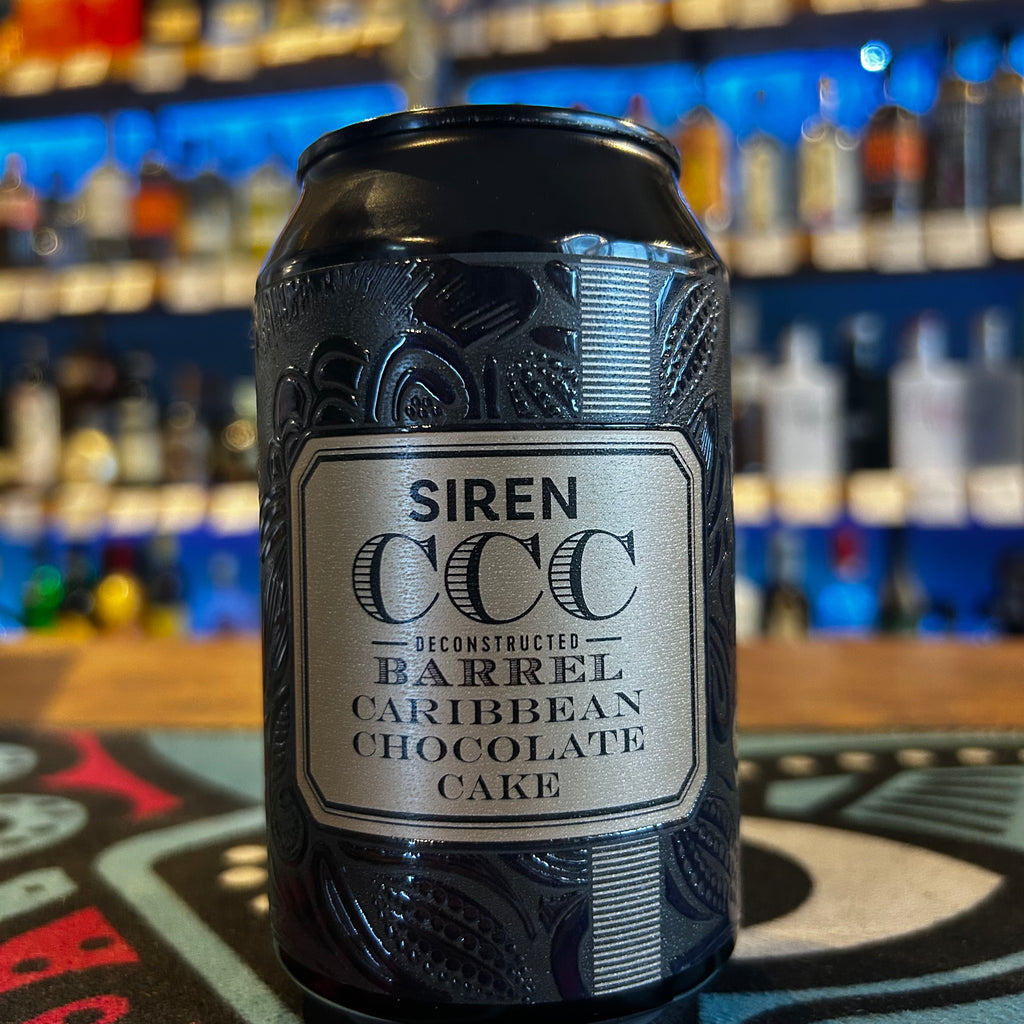 SIREN
CCC
DECONSTRUCTED
BARREL
CARIBBEAN
CHOCOLATE
CAKE